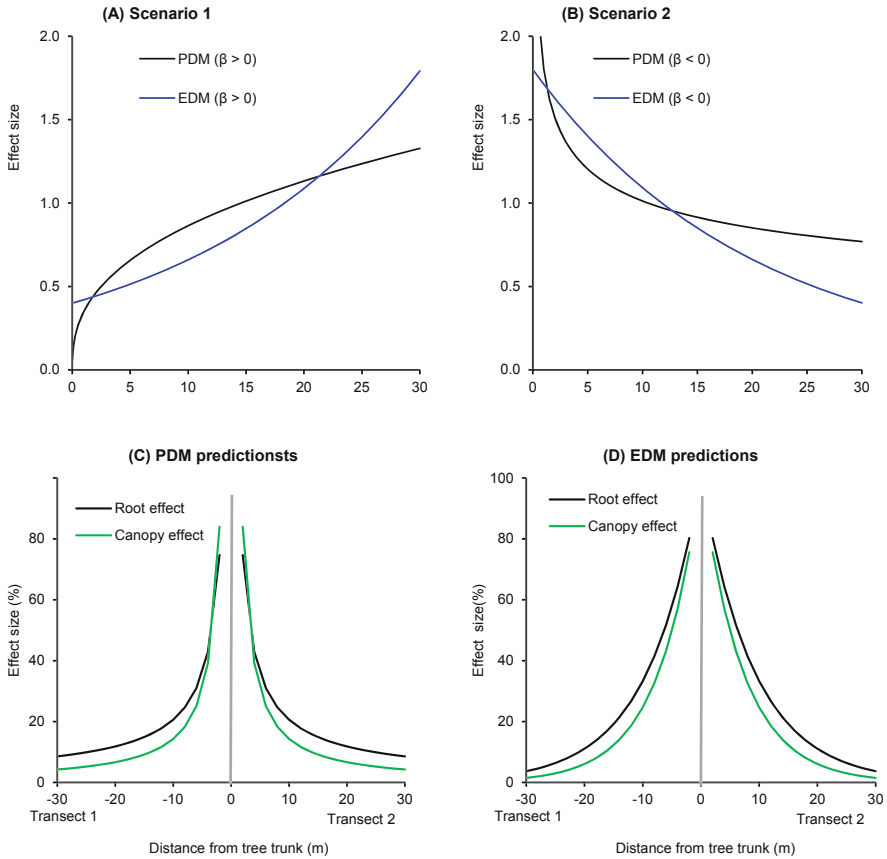 (A) Scenario 1
(B) Scenario 2
2.0
1.5
1.0
0.5
0.0
Effect size
PDM (β > 0)
EDM (β > 0)
0 5 10 15 20 25 30
2.0
1.5
1.0
0.5
0.0
Effect size
PDM (β < 0)
EDM (β < 0)
0 5 10 15 20 25 30
(C) PDM predictionsts
(D) EDM predictions
80
60
40
20
0
Effect size (%)
Root effect
Canopy effect
-30 -20 -10 0 10 20 30
Transect 1
Transect 2
Distance from tree trunk (m)
100
80
60
40
20
0
Effect size(%)
Root effect
Canopy effect
-30 -20 -10 0 10 20 30
Transect 1
Transect 2
Distance from tree trunk (m)